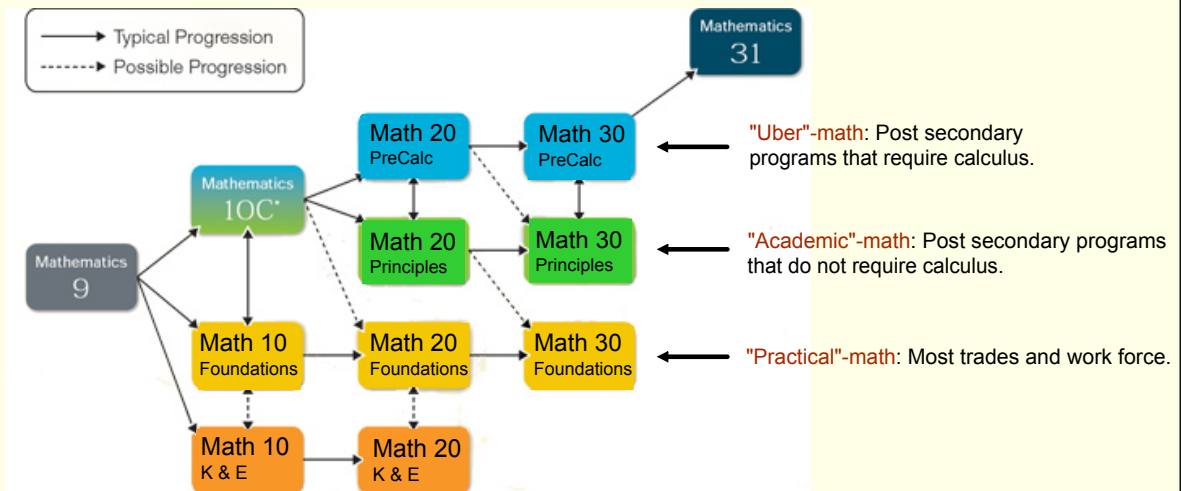 Typical Progression
Possible Progression
Mathematics
31
Math 20
PreCalc
Math 30
PreCalc
"Uber"-math: Post secondary
programs that require calculus.
Mathematics
10C*
Math 20
Principles
Math 30
Principles
"Academic"-math: Post secondary programs
that do not require calculus.
Mathematics
9
Math 10
Foundations
Math 20
Foundations
Math 30
Foundations
"Practical"-math: Most trades and work force.
Math 10
K & E
Math 20
K & E